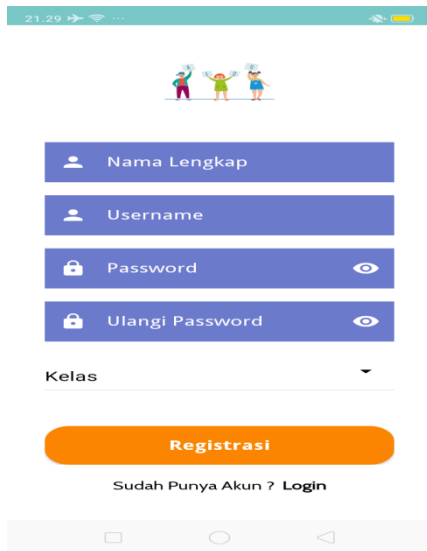 21.29
Nama Lengkap
Username
Password
Ulangi Password
Kelas
Registrasi
Sudah Punya Akun ? Login